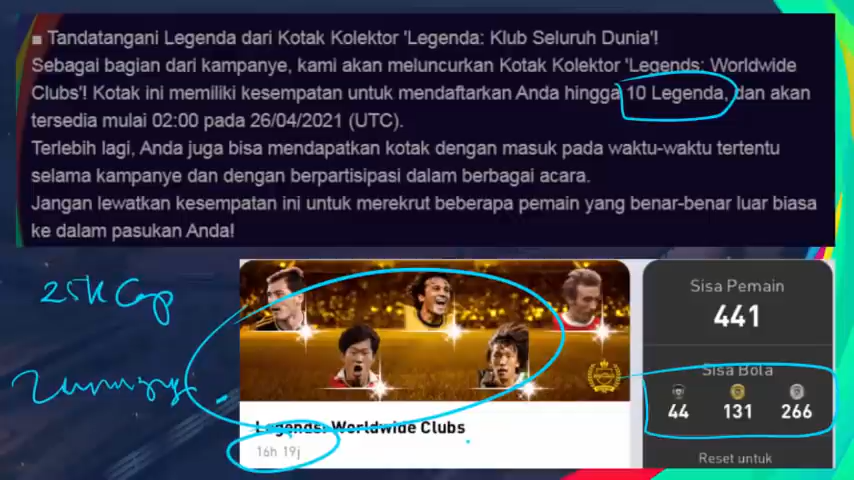 ■ Tandatangani Legenda dari Kotak Kolektor 'Legenda: Klub Seluruh Dunia'!
Sebagai bagian dari kampanye, kami akan meluncurkan Kotak Kolektor 'Legends: Worldwide
Clubs'! Kotak ini memiliki kesempatan untuk mendaftarkan Anda hingga 10 Legenda, dan akan
tersedia mulai 02:00 pada 26/04/2021 (UTC).
Terlebih lagi, Anda juga bisa mendapatkan kotak dengan masuk pada waktu-waktu tertentu
selama kampanye dan dengan berpartisipasi dalam berbagai acara.
Jangan lewatkan kesempatan ini untuk merekrut beberapa pemain yang benar-benar luar biasa
ke dalam pasukan Anda!
25K
Legends: Worldwide Clubs
16h 19j
Sisa Pemain
441
Sisa Bola
44 131 266
Reset untuk